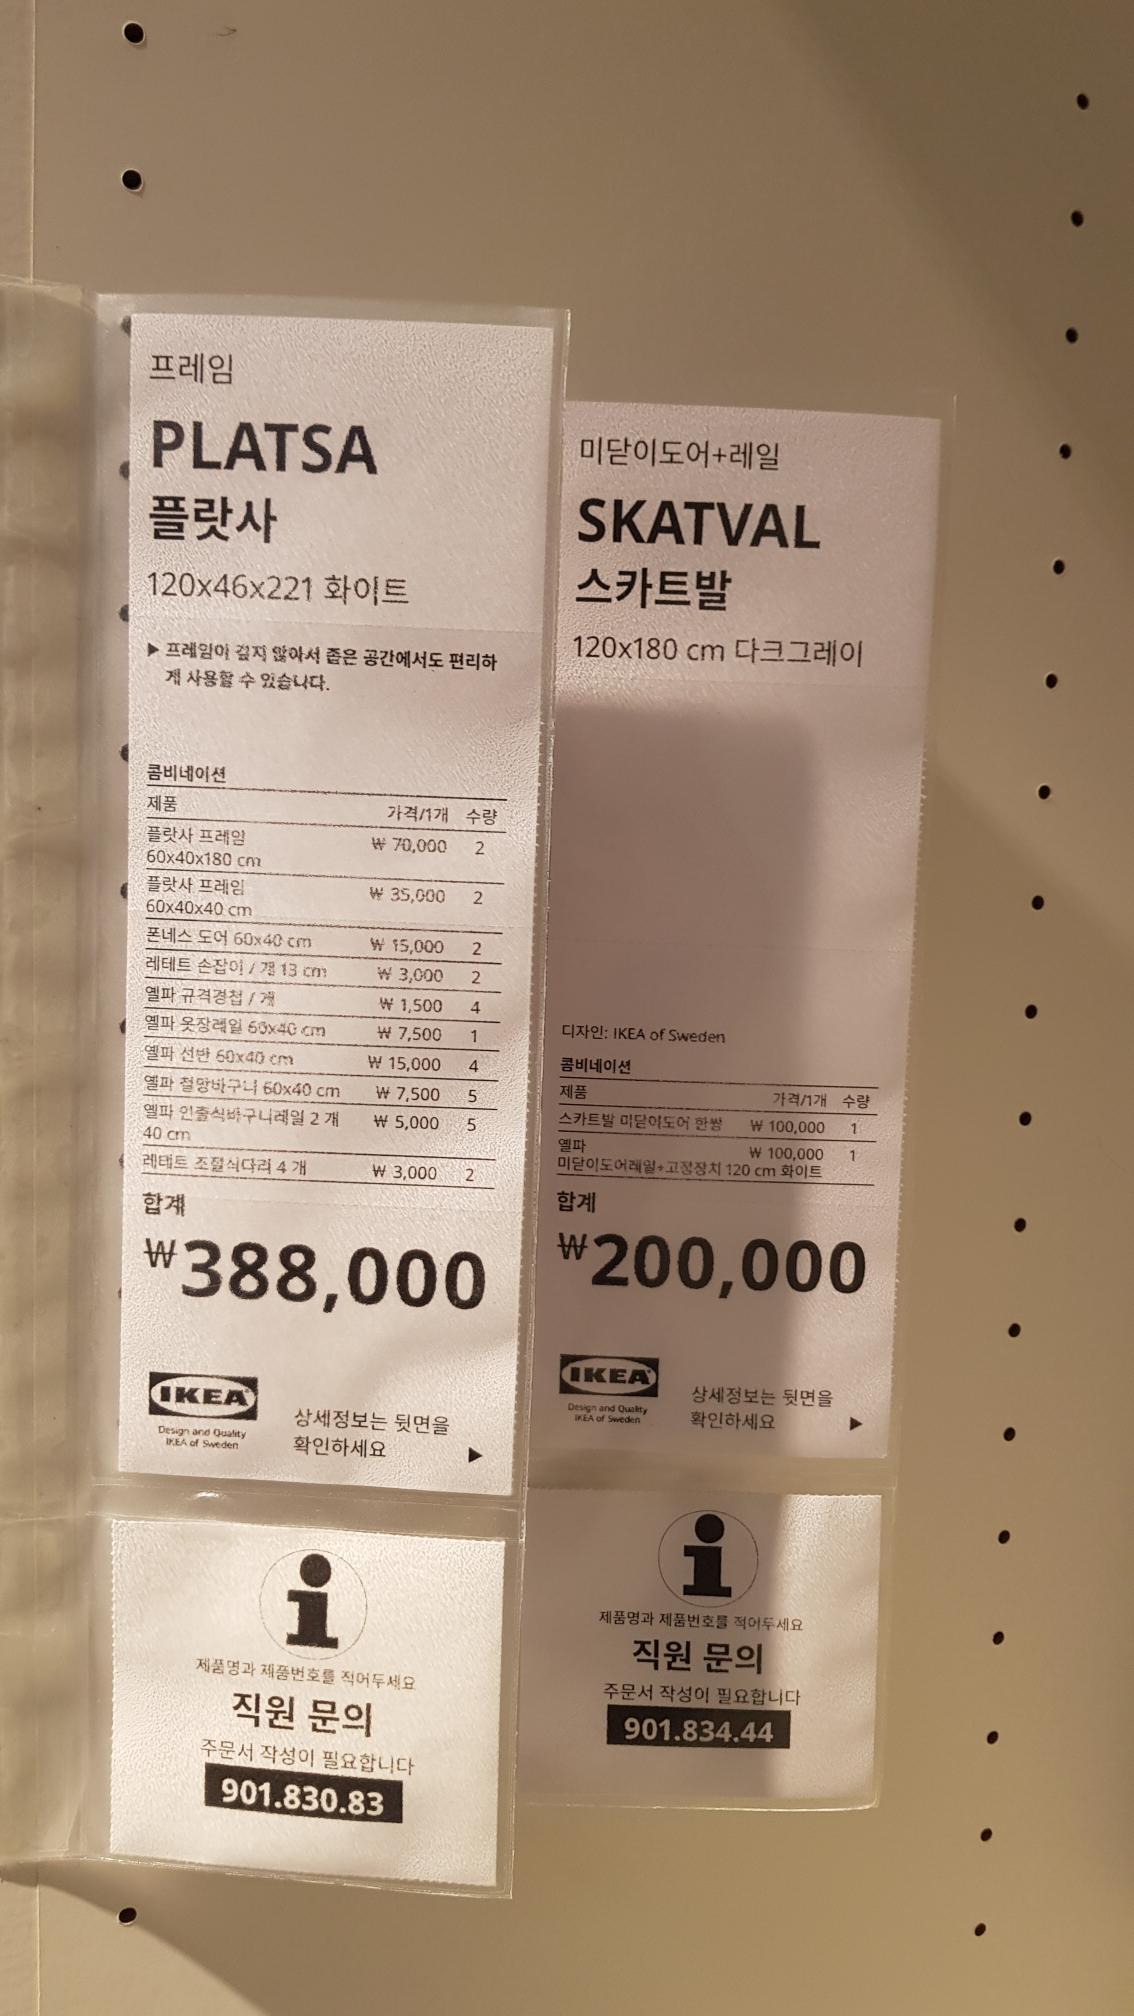 프레임
PLATSA
플랏사
120x46x221 화이트
▶ 프레임이 깊지 않아서 좁은 공간에서도 편리하
게 사용할 수 있습니다.
콤비네이션
제품 가격/1개 수량
플랏사 프레임 ₩ 70,000 2
60x40x180 cm
플랏사 프레임 ₩ 35,000 2
60x40x40 cm
폰네스 도어 60x40 cm ₩ 15,000 2
레테트 손잡이 / 개 13 cm ₩ 3,000 2
옐파 규격경첩 / 개 ₩ 1,500 4
옐파 옷장레일 60x40 cm ₩ 7,500 1
옐파 선반 60x40 cm ₩ 15,000 4
옐파 철망바구니 60x40 cm ₩ 7,500 5
옐파 인출식바구니레일 2 개 ₩ 5,000 5
40 cm
레테트 조절식다리 4 개 ₩ 3,000 2
합계
₩388,000
IKEA
Design and Quality
IKEA of Sweden
상세정보는 뒷면을
확인하세요 ▶
i
제품명과 제품번호를 적어두세요
직원 문의
주문서 작성이 필요합니다
901.830.83
미닫이도어+레일
SKATVAL
스카트발
120x180 cm 다크그레이
디자인: IKEA of Sweden
콤비네이션
제품 가격/1개 수량
스카트발 미닫이도어 한쌍 ₩ 100,000 1
옐파 ₩ 100,000 1
미닫이도어레일+고정장치 120 cm 화이트
합계
₩200,000
IKEA
Design and Quality
IKEA of Sweden
상세정보는 뒷면을
확인하세요 ▶
i
제품명과 제품번호를 적어두세요
직원 문의
주문서 작성이 필요합니다
901.834.44